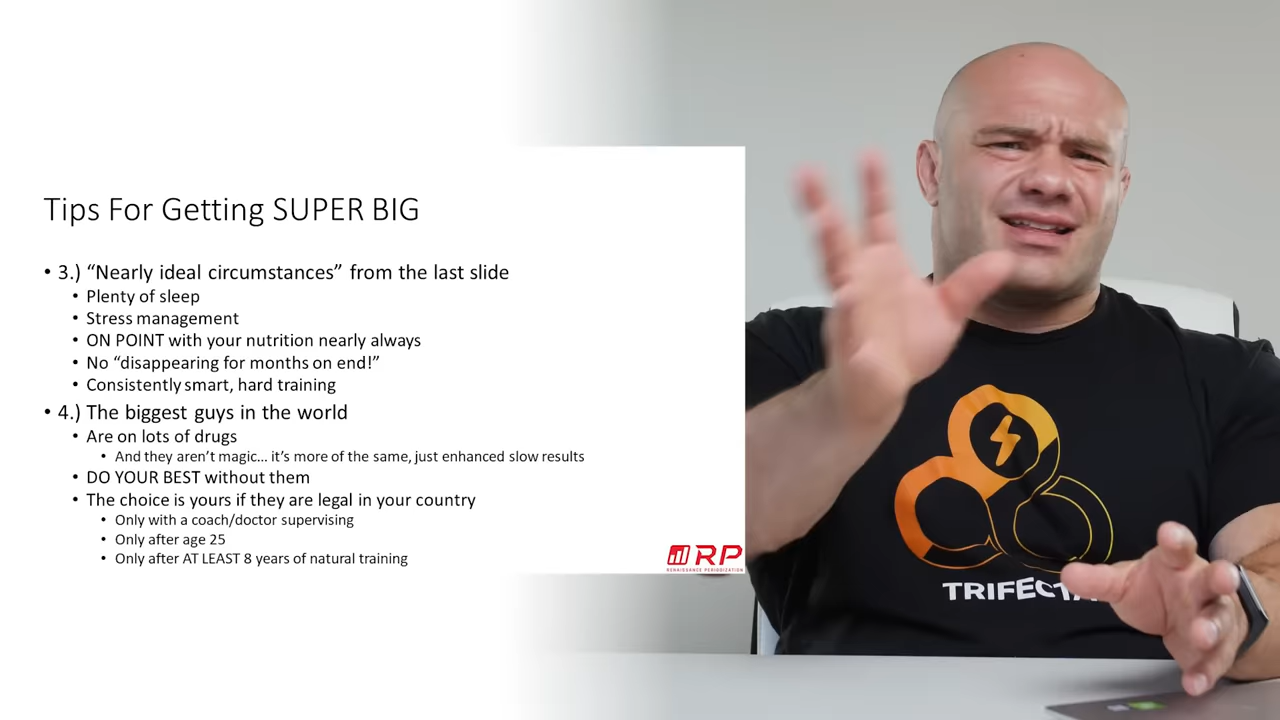 Tips For Getting SUPER BIG
• 3.) “Nearly ideal circumstances” from the last slide
• Plenty of sleep
• Stress management
• ON POINT with your nutrition nearly always
• No “disappearing for months on end!”
• Consistently smart, hard training
• 4.) The biggest guys in the world
• Are on lots of drugs
• And they aren’t magic... it’s more of the same, just enhanced slow results
• DO YOUR BEST without them
• The choice is yours if they are legal in your country
• Only with a coach/doctor supervising
• Only after age 25
• Only after AT LEAST 8 years of natural training
RP
RENAISSANCE PERIODIZATION
TRIFECTA